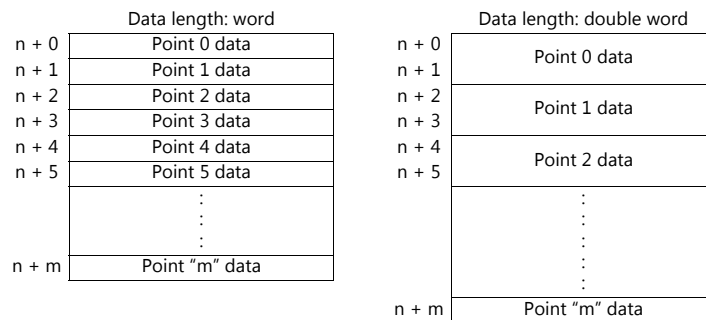 Data length: word
n + 0 Point 0 data
n + 1 Point 1 data
n + 2 Point 2 data
n + 3 Point 3 data
n + 4 Point 4 data
n + 5 Point 5 data
:
:
:
n + m Point “m” data
Data length: double word
n + 0
Point 0 data
n + 1
n + 2
Point 1 data
n + 3
n + 4
Point 2 data
n + 5
:
:
:
:
:
:
n + m Point “m” data